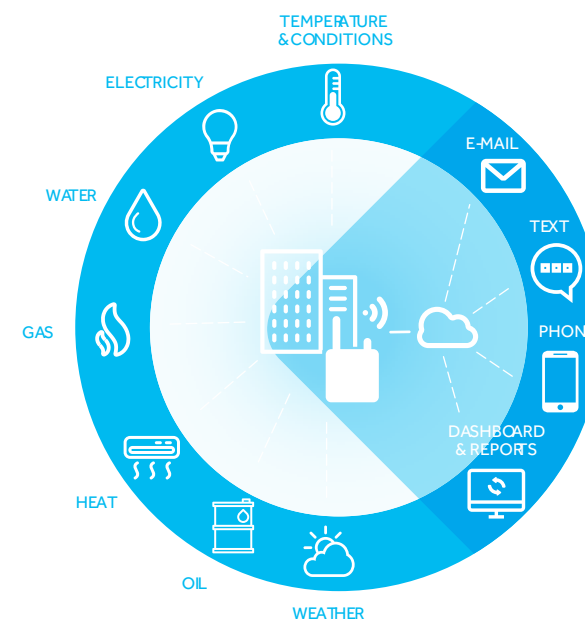 TEMPERATURE
& CONDITIONS
ELECTRICITY
E-MAIL
WATER
TEXT
GAS
PHON
DASHBOARD
& REPORTS
HEAT
OIL
WEATHER